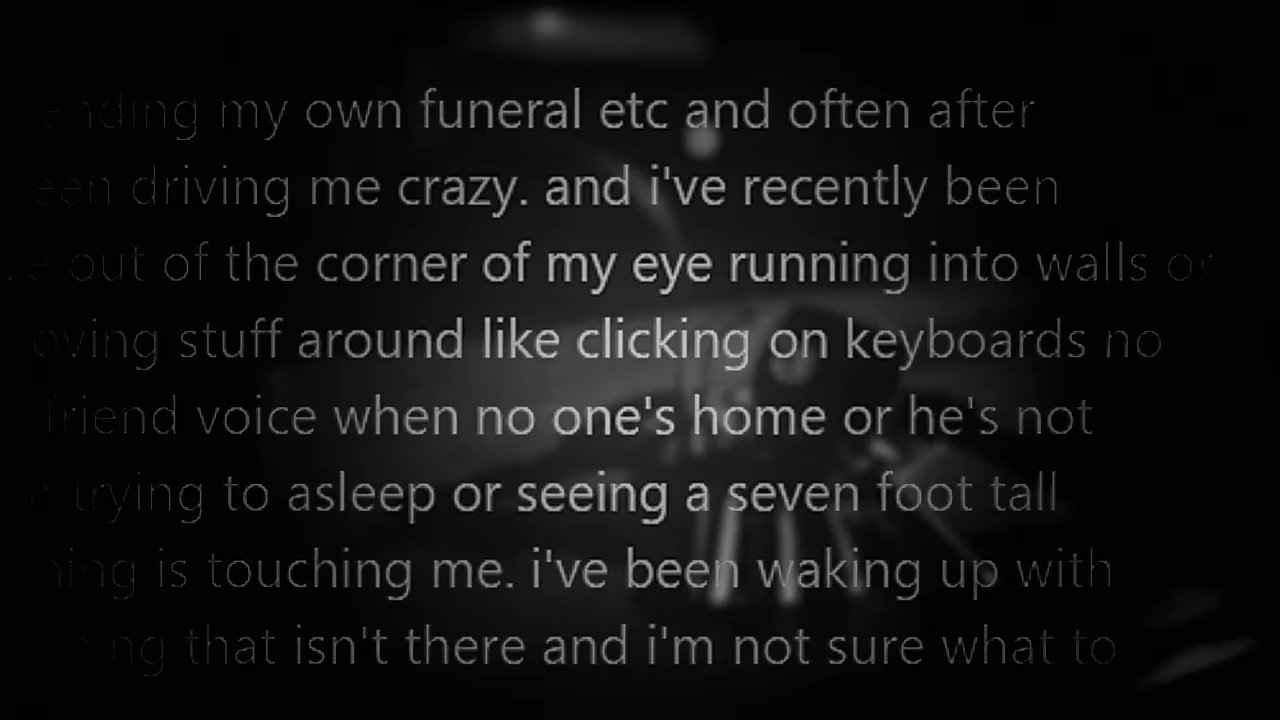 my own funeral etc and often after
driving me crazy. and i've recently been
out of the corner of my eye running into walls or
stuff around like clicking on keyboards no
friend voice when no one's home or he's not
trying to asleep or seeing a seven foot tall
is touching me. i've been waking up with
that isn't there and i'm not sure what to